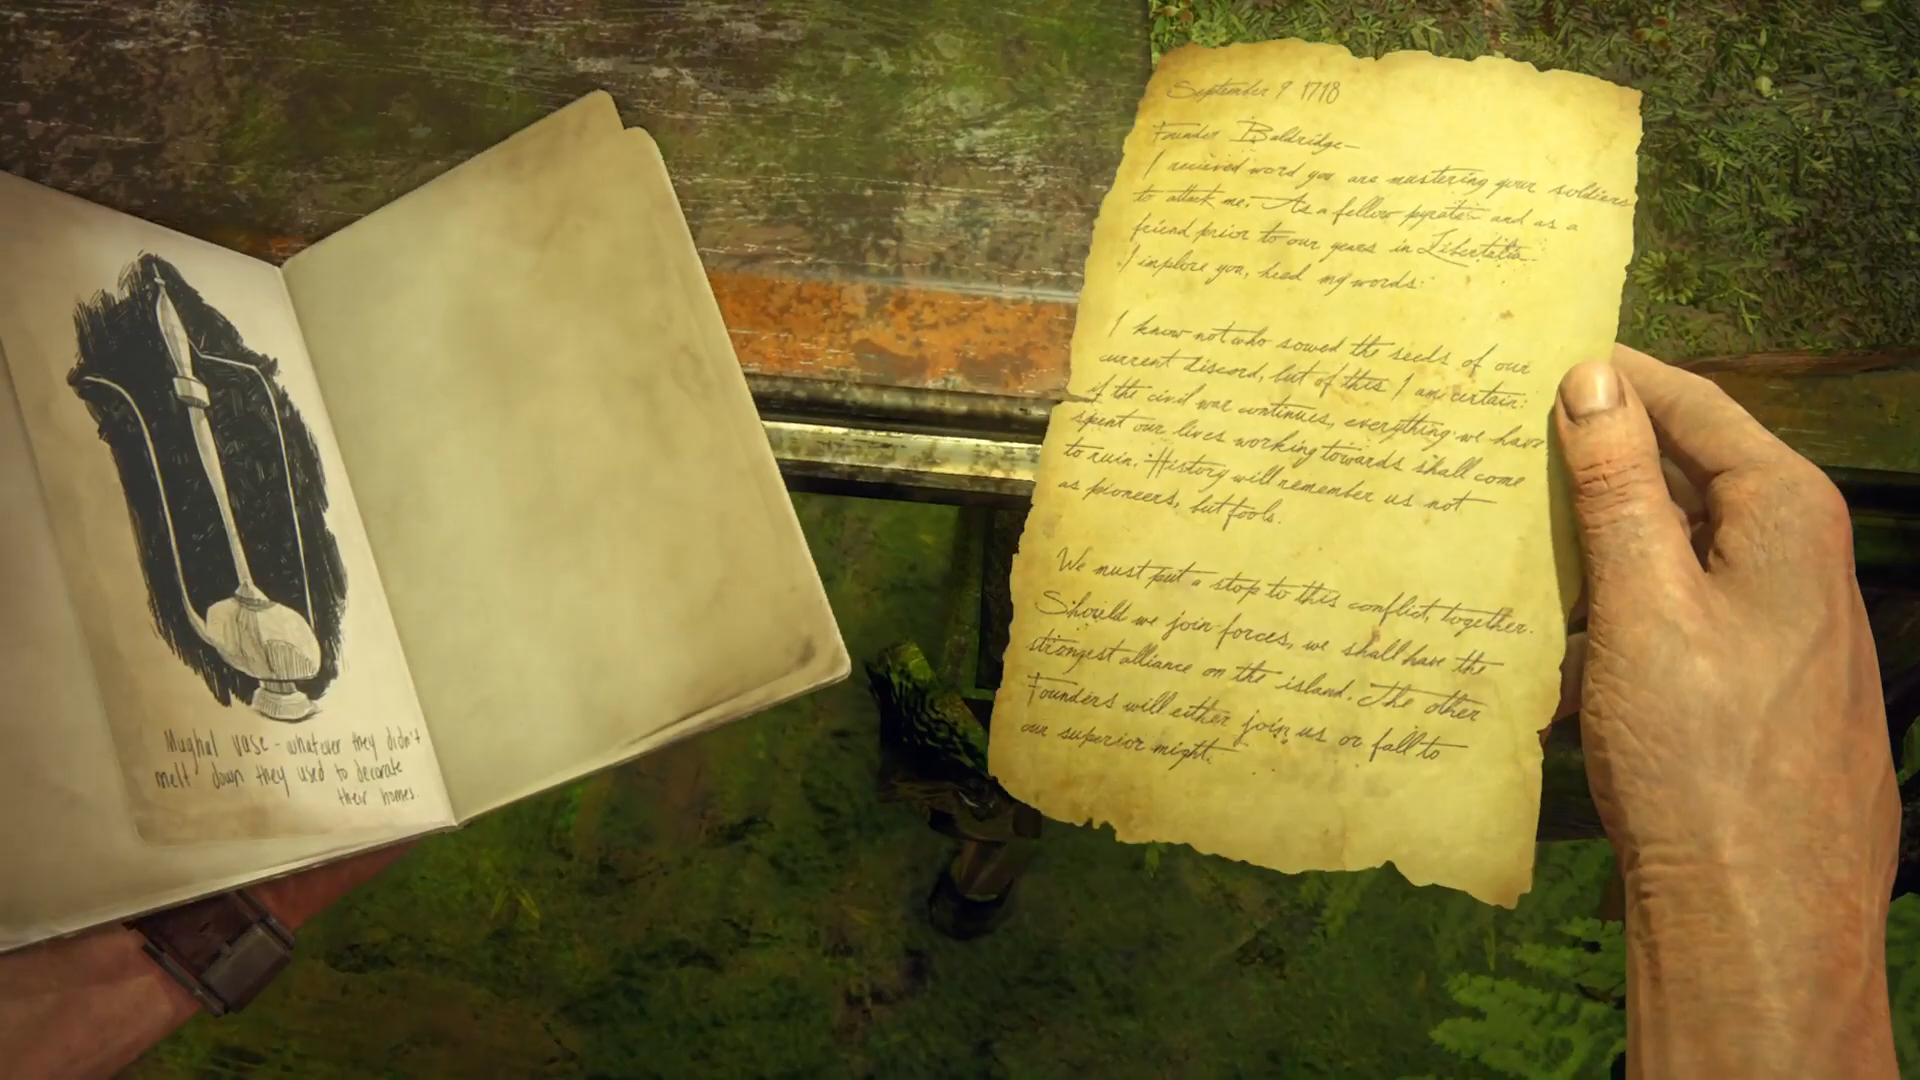 Mughal vase - whatever they didn't
melt down they used to decorate
their homes.
September 9 1718
Founder Baldridge-
I recieved word you are mustering your soldiers
to attack me. As a fellow pyrate- and as a
friend prior to our years in Libertalia-
I implore you, heed my words:
I know not who sowed the seeds of our
current discord, but of this I am certain:
if the civil war continues, everything we have
spent our lives working towards shall come
to ruin. History will remember us not
as pioneers, but fools.
We must put a stop to this conflict, together.
Should we join forces, we shall have the
strongest alliance on the island. The other
Founders will either join us or fall to
our superior might.